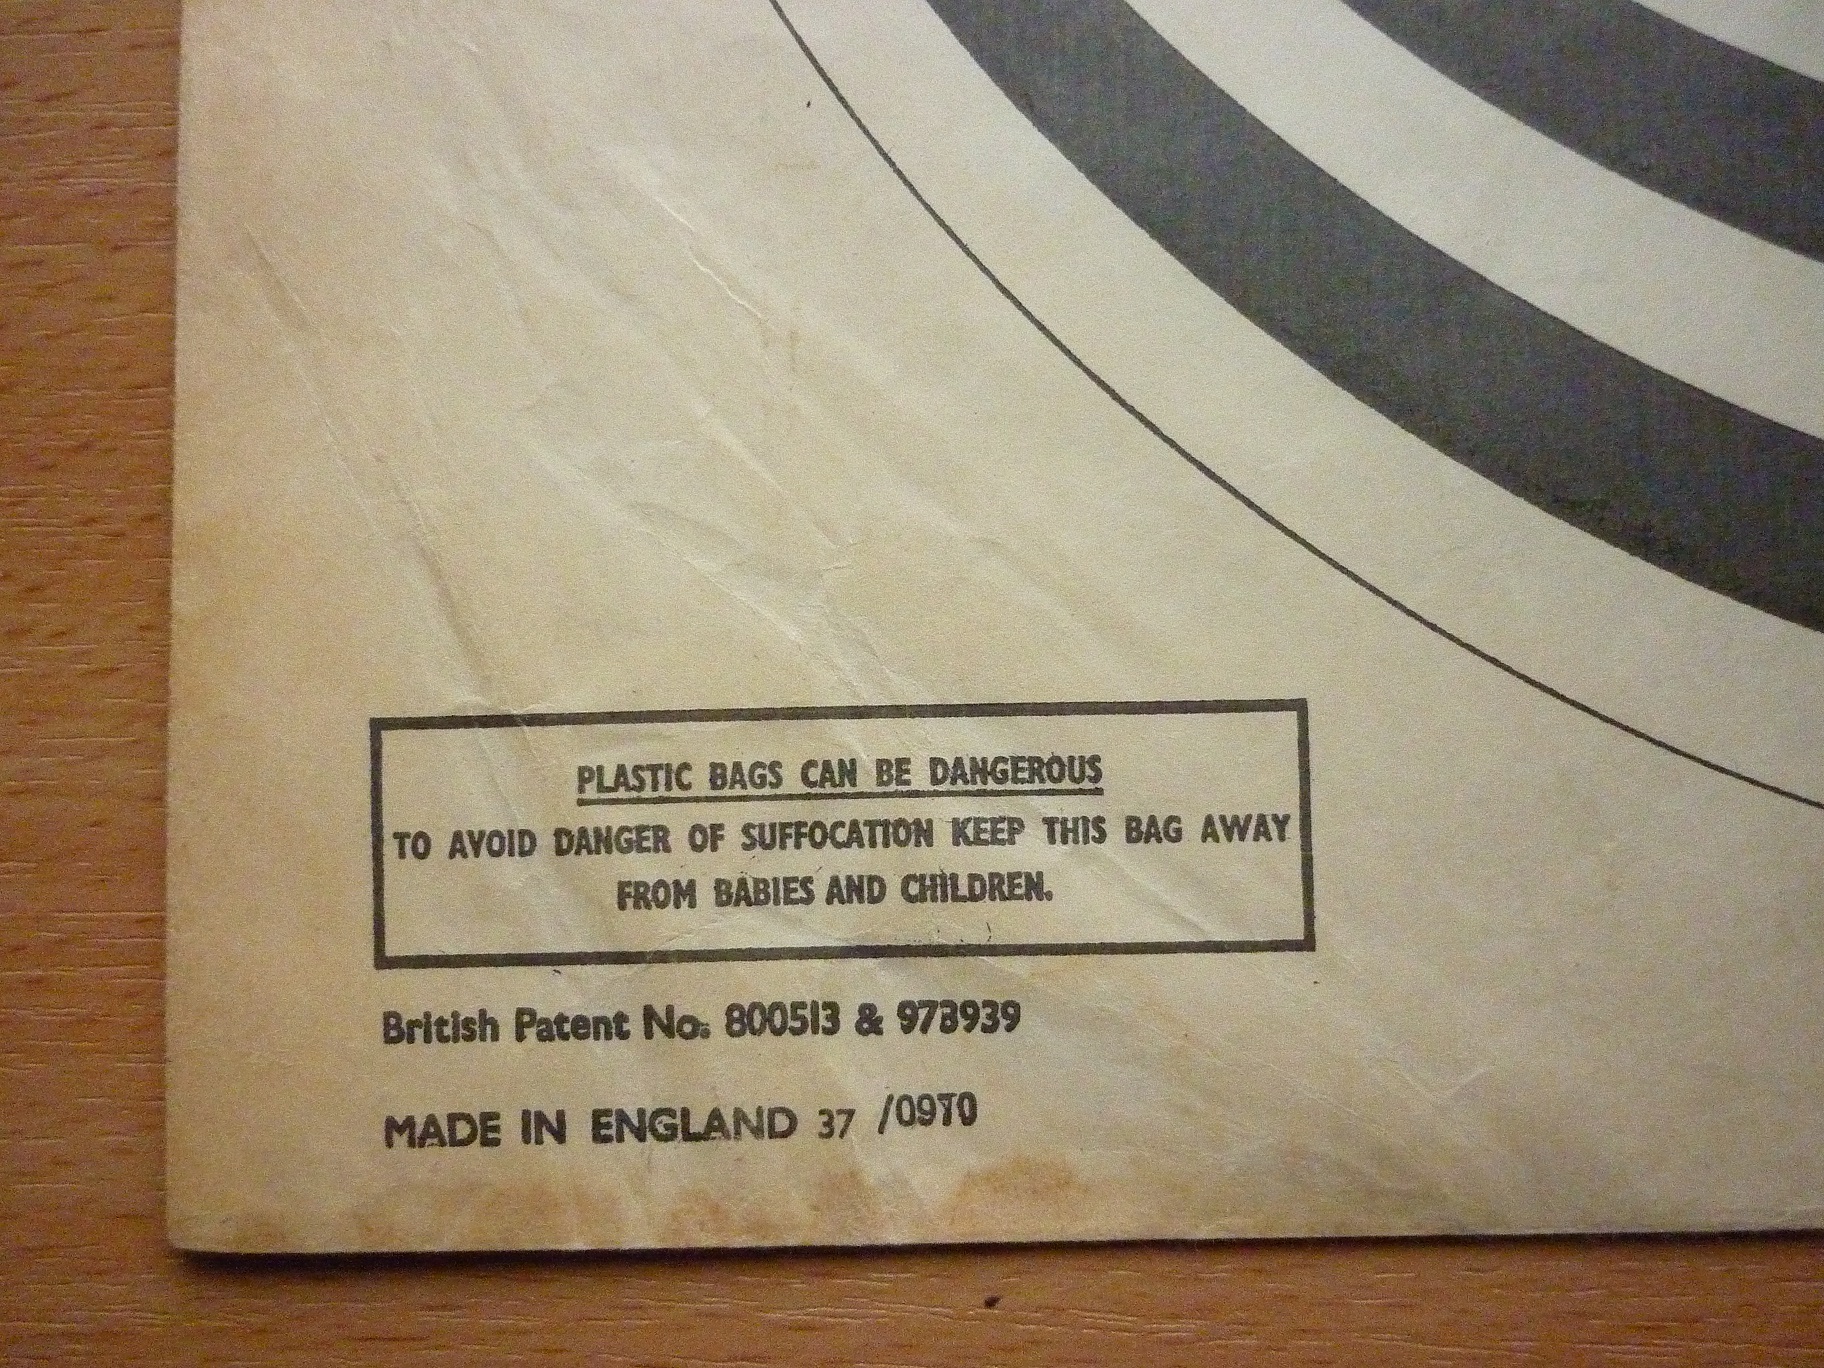 PLASTIC BAGS CAN BE DANGEROUS
TO AVOID DANGER OF SUFFOCATION KEEP THIS BAG AWAY
FROM BABIES AND CHILDREN.
British Patent No. 800513 & 973939
MADE IN ENGLAND 37 /09T0